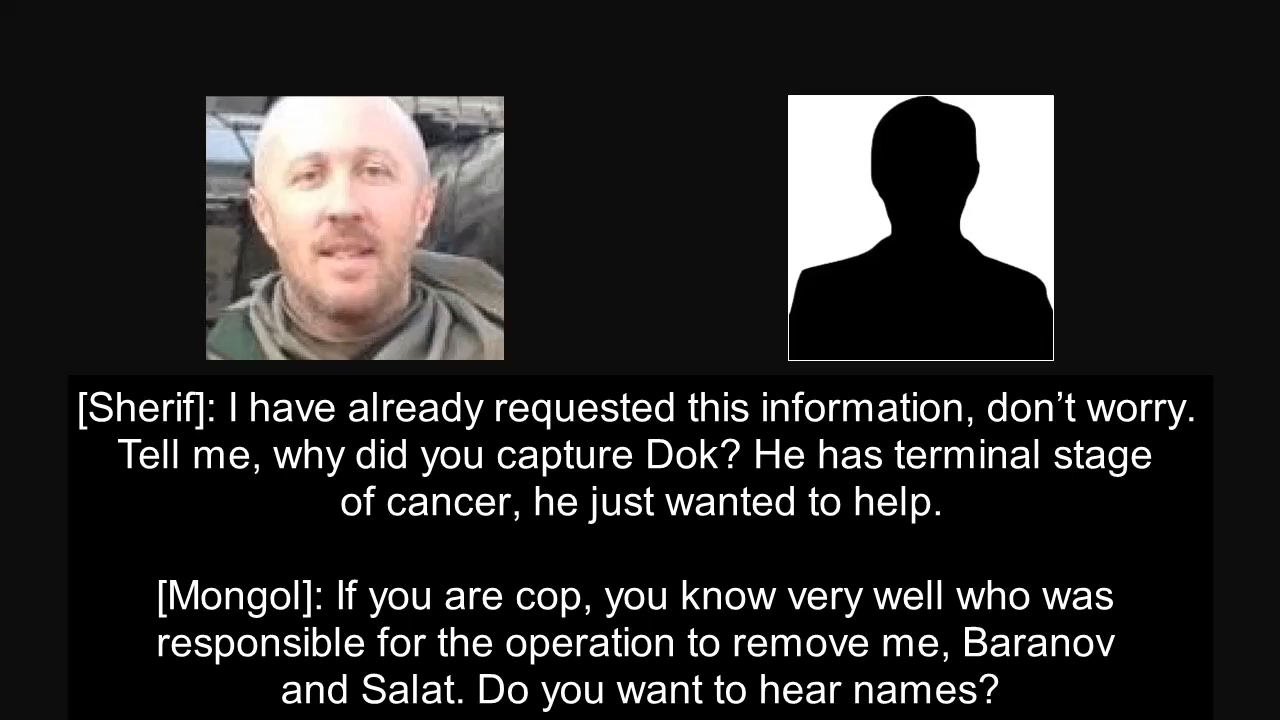 [Sherif]: I have already requested this information, don’t worry.
Tell me, why did you capture Dok? He has terminal stage
of cancer, he just wanted to help.
[Mongol]: If you are cop, you know very well who was
responsible for the operation to remove me, Baranov
and Salat. Do you want to hear names?